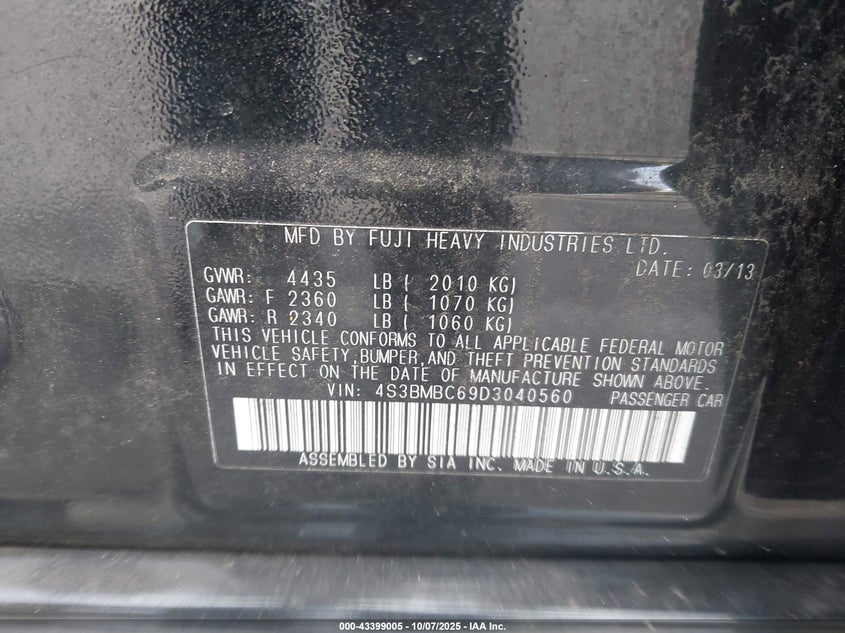 MFD BY FUJI HEAVY INDUSTRIES LTD.
DATE: 03/13
GVWR: 4435 LB ( 2010 KG)
GAWR: F 2360 LB ( 1070 KG)
GAWR: R 2340 LB ( 1060 KG)
THIS VEHICLE CONFORMS TO ALL APPLICABLE FEDERAL MOTOR
VEHICLE SAFETY,BUMPER,AND THEFT PREVENTION STANDARDS
IN EFFECT ON THE DATE OF MANUFACTURE SHOWN ABOVE.
VIN: 4S3BMBC69D3040560 PASSENGER CAR
ASSEMBLED BY SIA INC. MADE IN U.S.A.
000-43399005 - 10/07/2025 - IAA Inc.